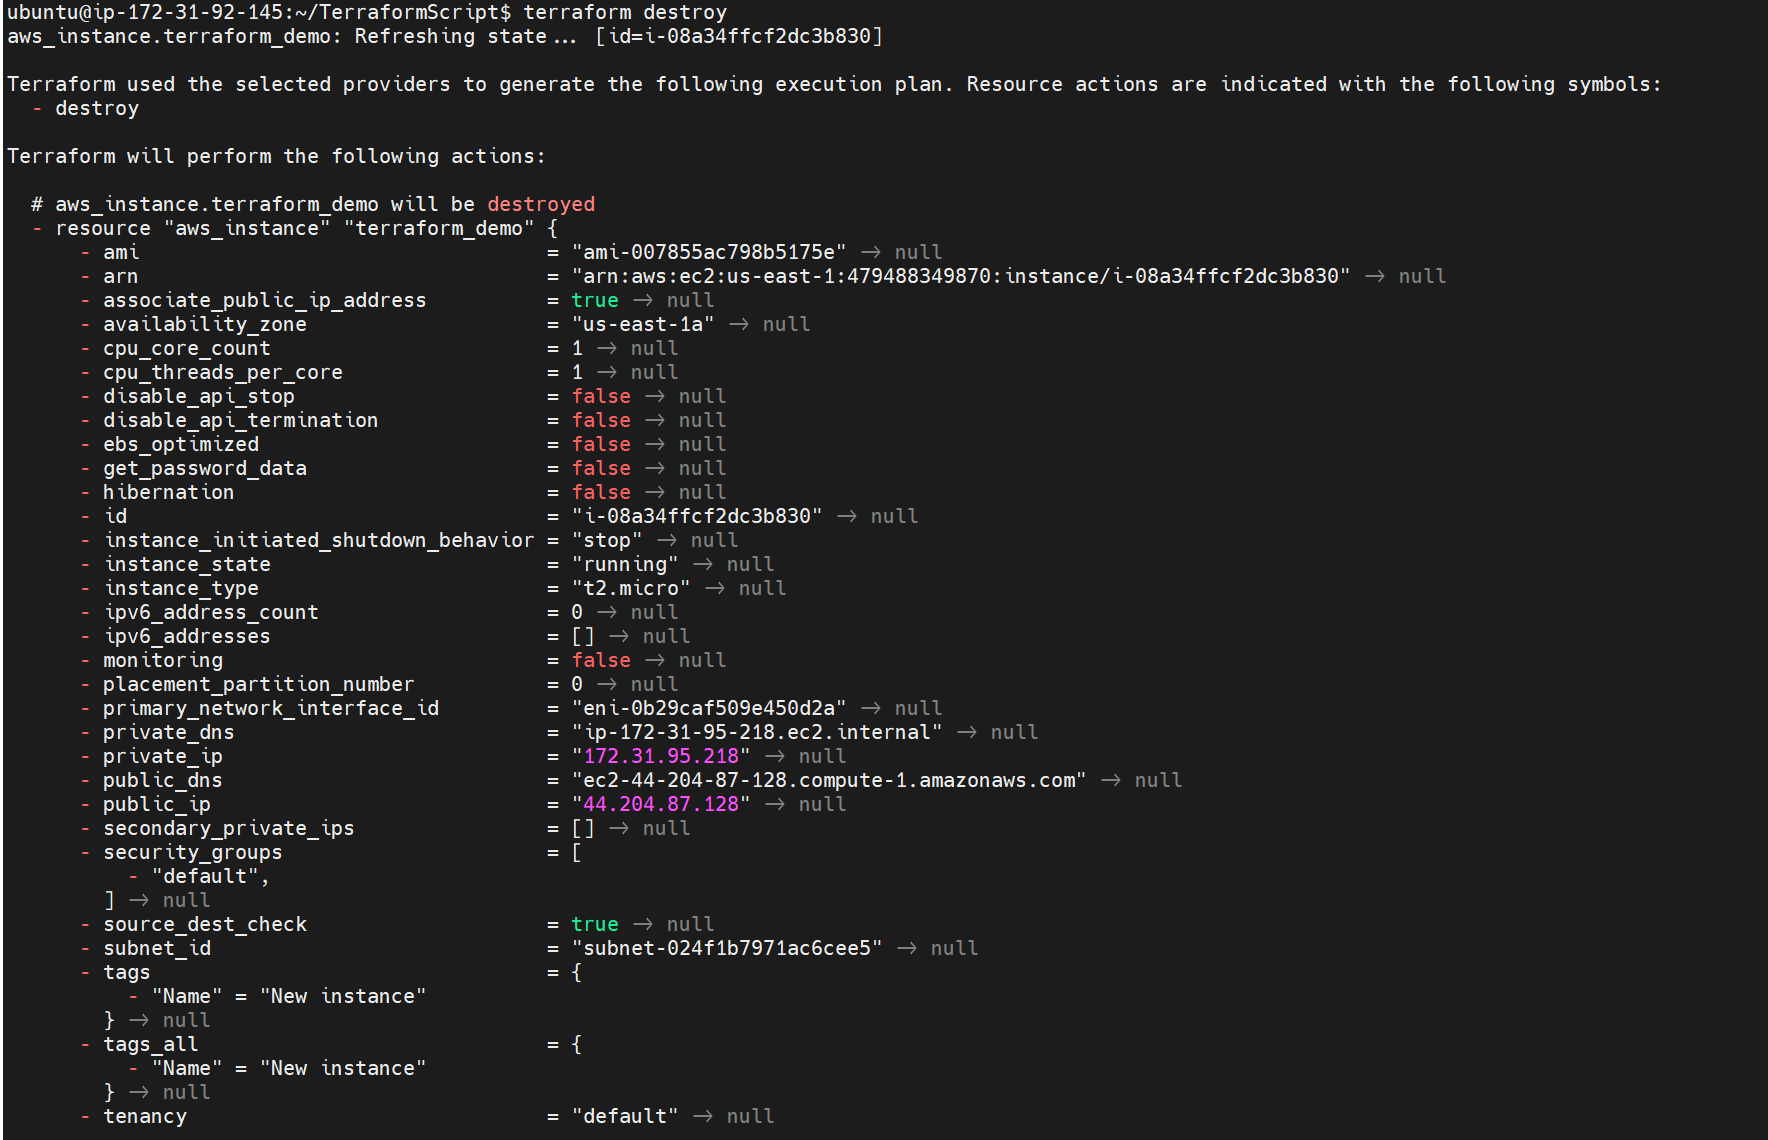 ubuntu@ip-172-31-92-145:~/TerraformScript$ terraform destroy
aws_instance.terraform_demo: Refreshing state... [id=i-08a34ffcf2dc3b830]
Terraform used the selected providers to generate the following execution plan. Resource actions are indicated with the following symbols:
  - destroy
Terraform will perform the following actions:
  # aws_instance.terraform_demo will be destroyed
  - resource "aws_instance" "terraform_demo" {
      - ami                                  = "ami-007855ac798b5175e" -> null
      - arn                                  = "arn:aws:ec2:us-east-1:479488349870:instance/i-08a34ffcf2dc3b830" -> null
      - associate_public_ip_address          = true -> null
      - availability_zone                    = "us-east-1a" -> null
      - cpu_core_count                       = 1 -> null
      - cpu_threads_per_core                 = 1 -> null
      - disable_api_stop                     = false -> null
      - disable_api_termination              = false -> null
      - ebs_optimized                        = false -> null
      - get_password_data                    = false -> null
      - hibernation                          = false -> null
      - id                                   = "i-08a34ffcf2dc3b830" -> null
      - instance_initiated_shutdown_behavior = "stop" -> null
      - instance_state                       = "running" -> null
      - instance_type                        = "t2.micro" -> null
      - ipv6_address_count                   = 0 -> null
      - ipv6_addresses                       = [] -> null
      - monitoring                           = false -> null
      - placement_partition_number           = 0 -> null
      - primary_network_interface_id         = "eni-0b29caf509e450d2a" -> null
      - private_dns                          = "ip-172-31-95-218.ec2.internal" -> null
      - private_ip                           = "172.31.95.218" -> null
      - public_dns                           = "ec2-44-204-87-128.compute-1.amazonaws.com" -> null
      - public_ip                            = "44.204.87.128" -> null
      - secondary_private_ips                = [] -> null
      - security_groups                      = [
          - "default",
        ] -> null
      - source_dest_check                    = true -> null
      - subnet_id                            = "subnet-024f1b7971ac6cee5" -> null
      - tags                                 = {
          - "Name" = "New instance"
        } -> null
      - tags_all                             = {
          - "Name" = "New instance"
        } -> null
      - tenancy                              = "default" -> null